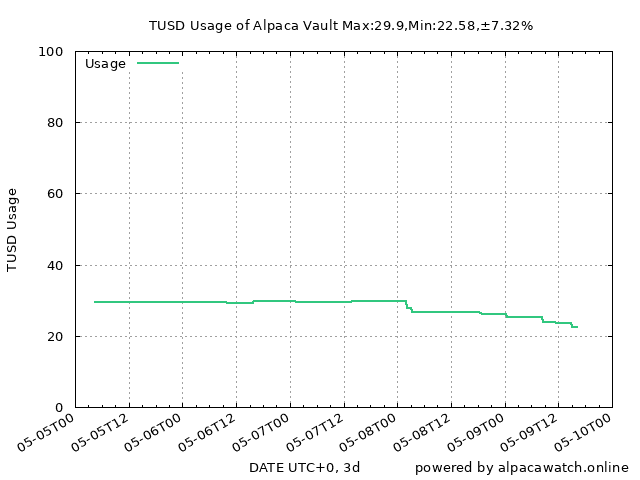 TUSD Usage of Alpaca Vault Max:29.9,Min:22.58,±7.32%
Usage
TUSD Usage
100
80
60
40
20
0
05-05T00
05-05T12
05-06T00
05-06T12
05-07T00
05-07T12
05-08T00
05-08T12
05-09T00
05-09T12
05-10T00
DATE UTC+0, 3d
powered by alpacawatch.online